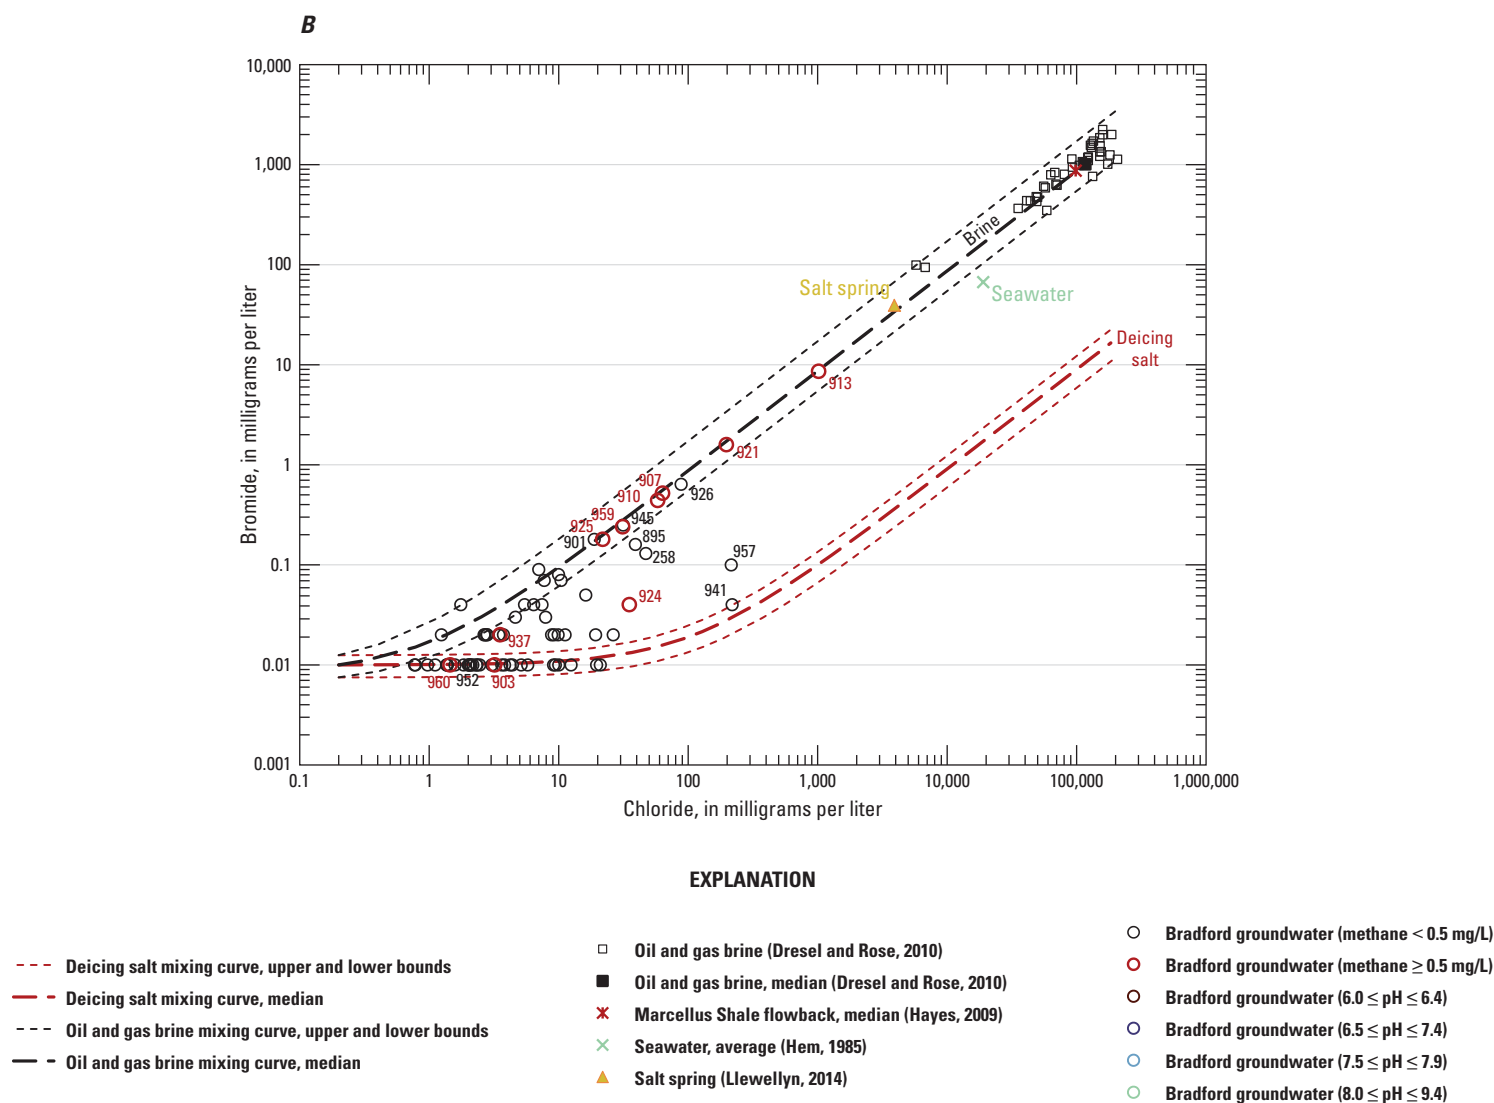 B
10,000
1,000
100
10
1
0.1
0.01
0.001
Bromide, in milligrams per liter
Brine
Salt spring
Seawater
Deicing
salt
913
921
907
910
926
959
945
925
901
895
258
957
941
924
937
960
952
903
0.1
1
10
100
1,000
10,000
100,000
1,000,000
Chloride, in milligrams per liter
EXPLANATION
Deicing salt mixing curve, upper and lower bounds
Deicing salt mixing curve, median
Oil and gas brine mixing curve, upper and lower bounds
Oil and gas brine mixing curve, median
Oil and gas brine (Dresel and Rose, 2010)
Oil and gas brine, median (Dresel and Rose, 2010)
Marcellus Shale flowback, median (Hayes, 2009)
Seawater, average (Hem, 1985)
Salt spring (Llewellyn, 2014)
Bradford groundwater (methane < 0.5 mg/L)
Bradford groundwater (methane ≥ 0.5 mg/L)
Bradford groundwater (6.0 ≤ pH ≤ 6.4)
Bradford groundwater (6.5 ≤ pH ≤ 7.4)
Bradford groundwater (7.5 ≤ pH ≤ 7.9)
Bradford groundwater (8.0 ≤ pH ≤ 9.4)